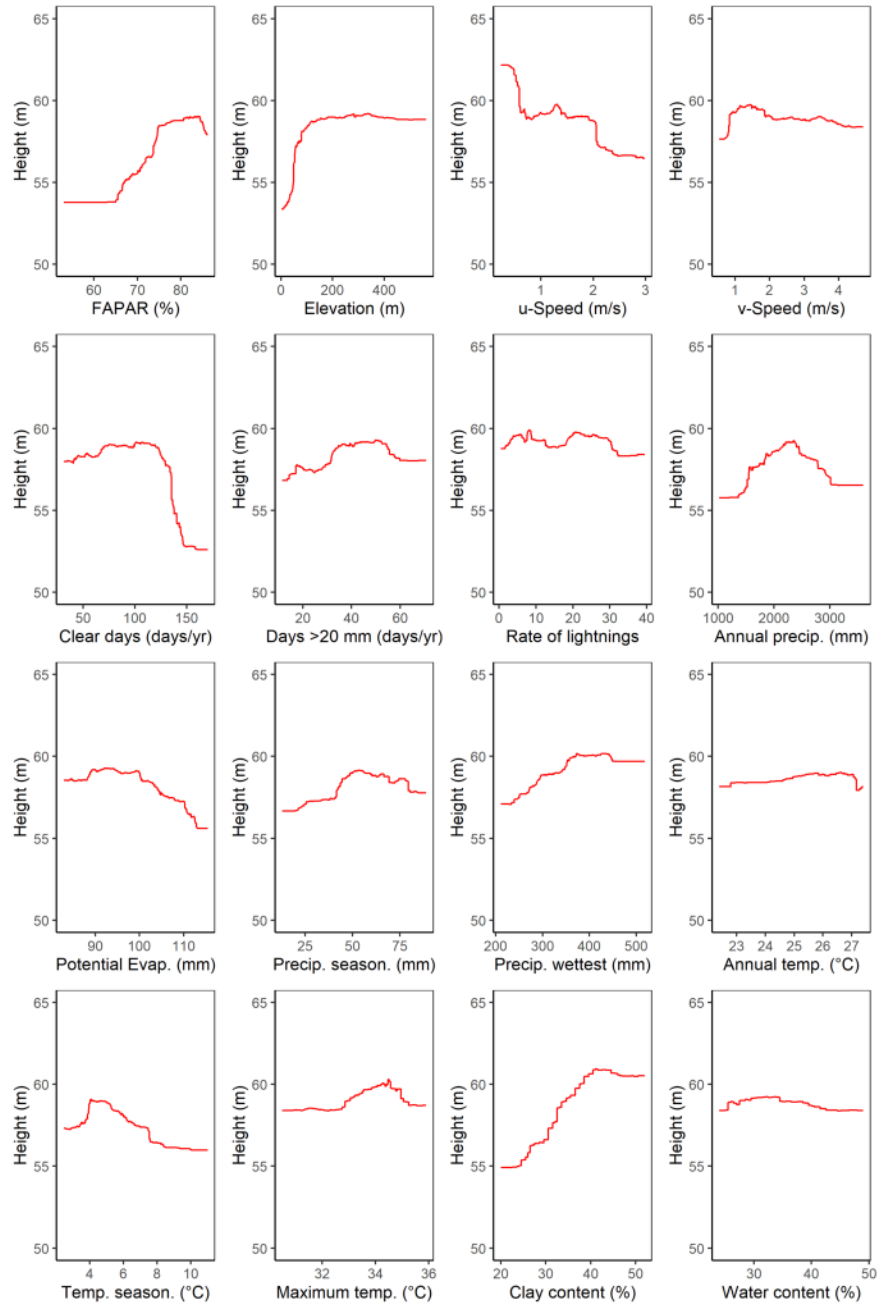 65
60
55
50
Height (m)
60 70 80
FAPAR (%)
65
60
55
50
Height (m)
0 200 400
Elevation (m)
65
60
55
50
Height (m)
1 2 3
u-Speed (m/s)
65
60
55
50
Height (m)
1 2 3 4
v-Speed (m/s)
65
60
55
50
Height (m)
50 100 150
Clear days (days/yr)
65
60
55
50
Height (m)
20 40 60
Days >20 mm (days/yr)
65
60
55
50
Height (m)
0 10 20 30 40
Rate of lightnings
65
60
55
50
Height (m)
1000 2000 3000
Annual precip. (mm)
65
60
55
50
Height (m)
90 100 110
Potential Evap. (mm)
65
60
55
50
Height (m)
25 50 75
Precip. season. (mm)
65
60
55
50
Height (m)
200 300 400 500
Precip. wettest (mm)
65
60
55
50
Height (m)
23 24 25 26 27
Annual temp. (°C)
65
60
55
50
Height (m)
4 6 8 10
Temp. season. (°C)
65
60
55
50
Height (m)
32 34 36
Maximum temp. (°C)
65
60
55
50
Height (m)
20 30 40 50
Clay content (%)
65
60
55
50
Height (m)
30 40 50
Water content (%)